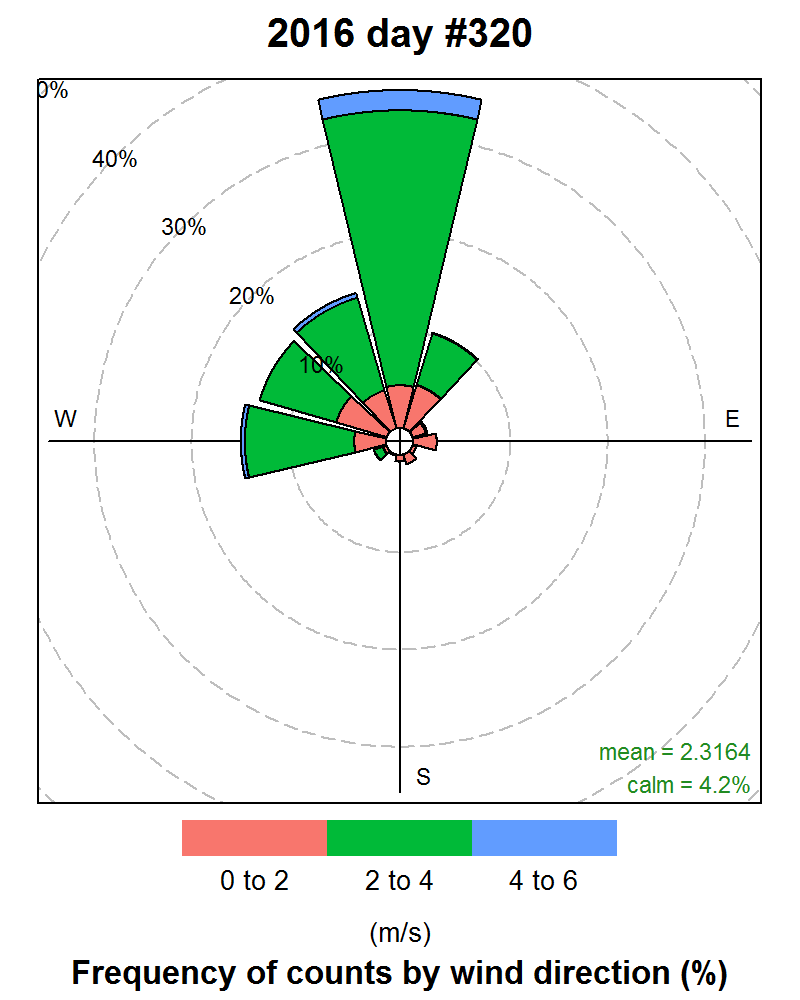 2016 day #320
0%
40%
30%
20%
10%
W
E
S
mean = 2.3164
calm = 4.2%
0 to 2
2 to 4
4 to 6
(m/s)
Frequency of counts by wind direction (%)